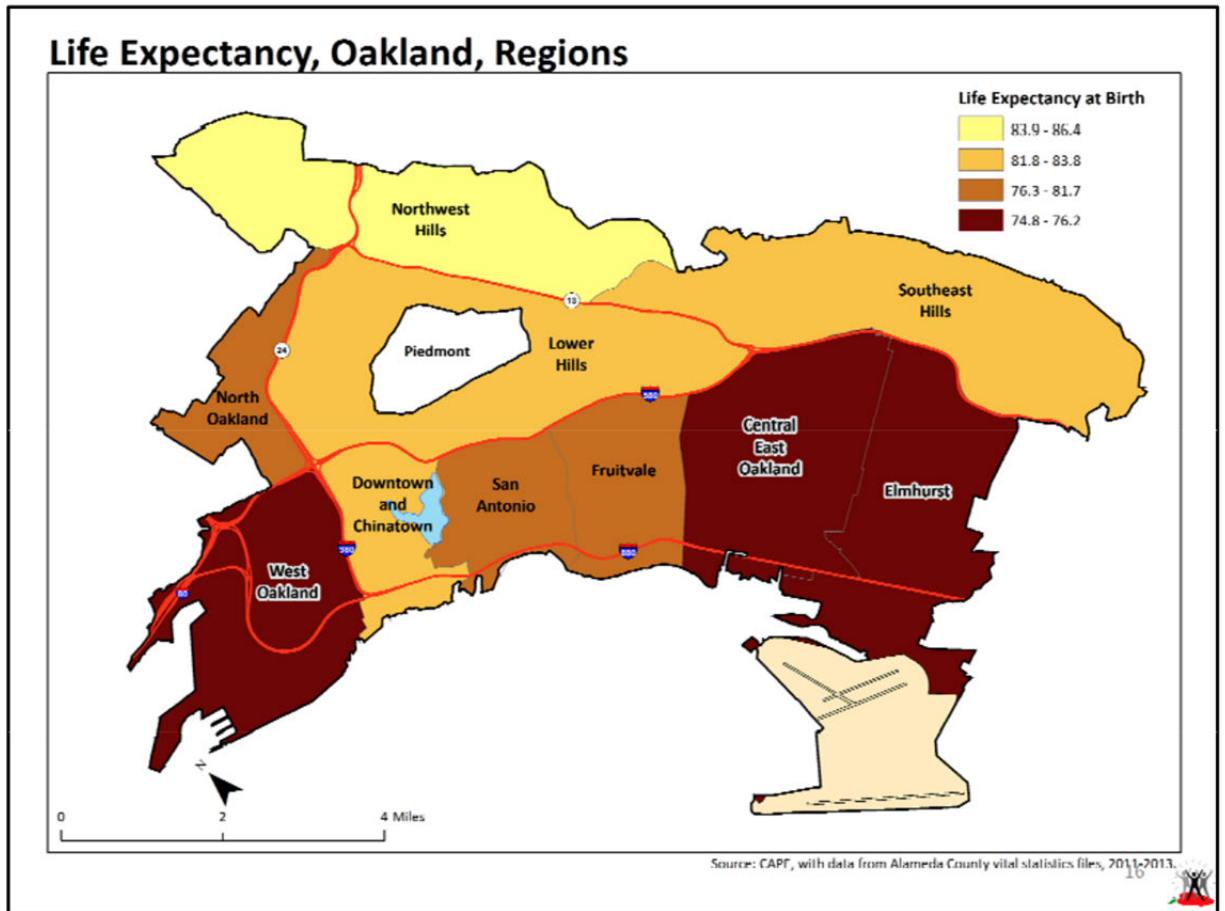 Life Expectancy, Oakland, Regions
Life Expectancy at Birth
83.9 - 86.4
81.8 - 83.8
76.3 - 81.7
74.8 - 76.2
Northwest
Hills
Southeast
Hills
13
Lower
Hills
Piedmont
24
580
North
Oakland
Central
East
Oakland
Fruitvale
Elmhurst
San
Antonio
Downtown
and
Chinatown
980
880
West
Oakland
80
N
0 2 4 Miles
Source: CAPE, with data from Alameda County vital statistics files, 2011-2013.
16